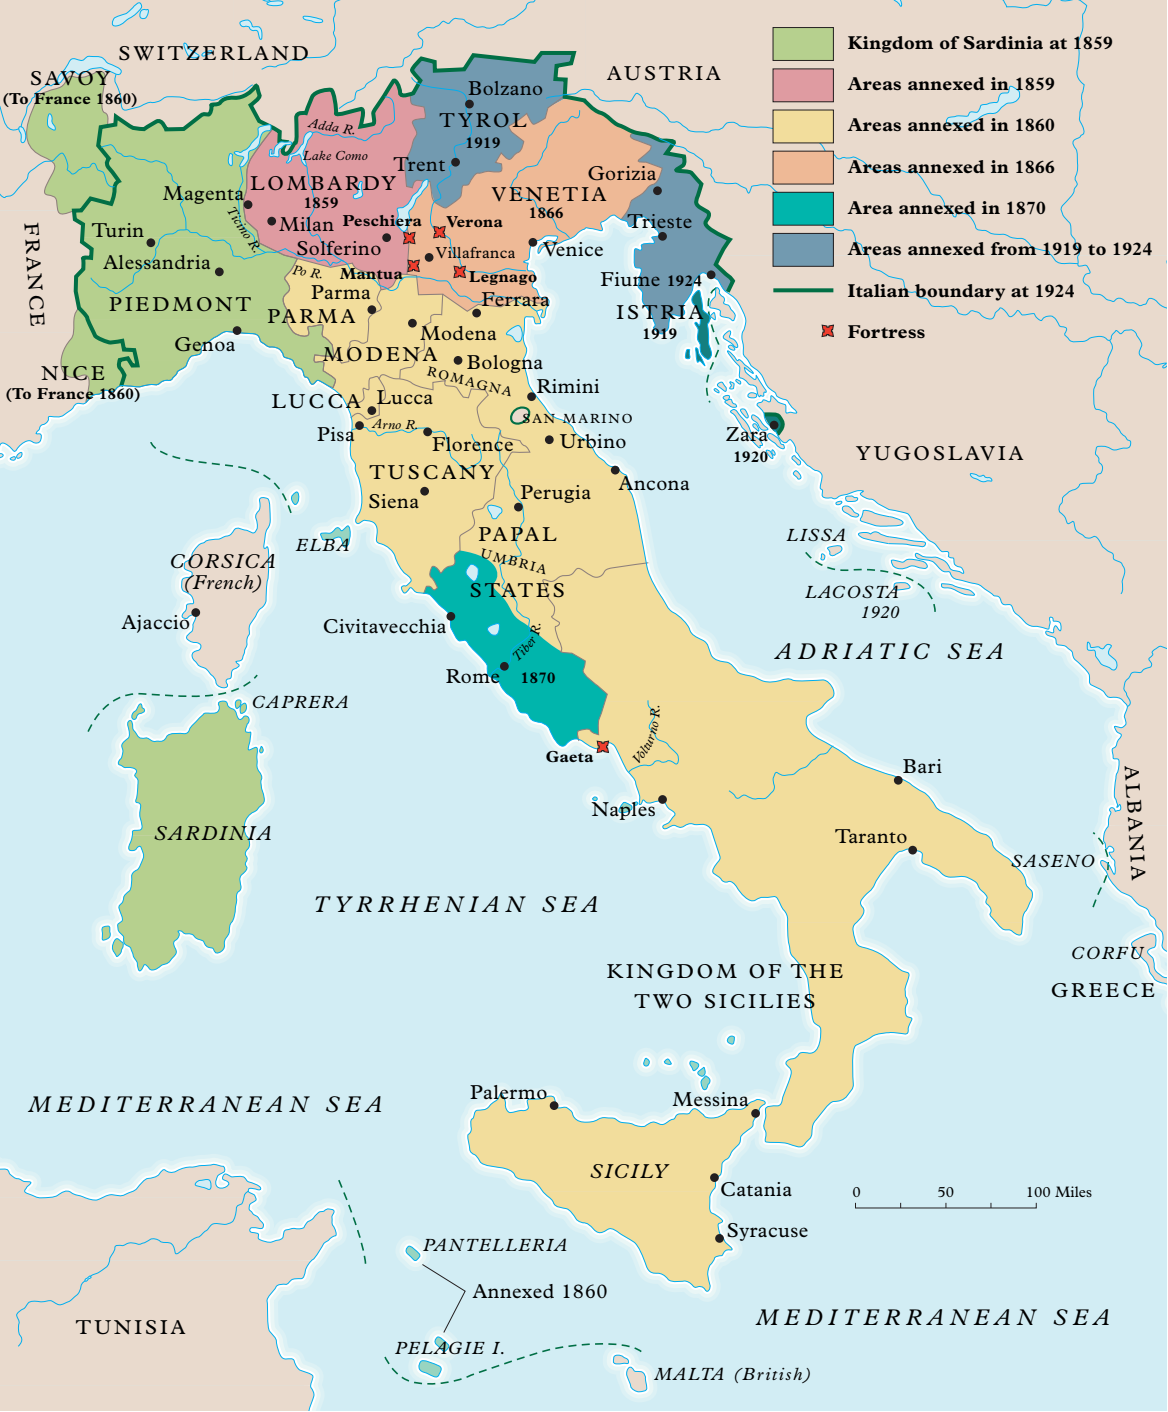 SWITZERLAND
AUSTRIA
SAVOY
(To France 1860)
Kingdom of Sardinia at 1859
Areas annexed in 1859
Areas annexed in 1860
Areas annexed in 1866
Area annexed in 1870
Areas annexed from 1919 to 1924
Italian boundary at 1924
Fortress
Bolzano
TYROL
1919
Trent
Adda R.
Lake Como
LOMBARDY
1859
Magenta
Milan
Ticino R.
Solferino
Peschiera
Verona
Villafranca
Mantua
Legnago
VENETIA
1866
Gorizia
Trieste
Venice
Fiume 1924
ISTRIA
1919
FRANCE
Turin
Alessandria
PIEDMONT
Genoa
NICE
(To France 1860)
Po R.
Parma
PARMA
Ferrara
Modena
MODENA
Bologna
ROMAGNA
Rimini
LUCCA
Lucca
SAN MARINO
Pisa
Arno R.
Florence
Urbino
Zara
1920
YUGOSLAVIA
TUSCANY
Siena
Perugia
Ancona
PAPAL
UMBRIA
STATES
ELBA
CORSICA
(French)
Ajaccio
Civitavecchia
Tiber R.
Rome
1870
LISSA
LACOSTA
1920
ADRIATIC SEA
CAPRERA
Gaeta
Volturno R.
Naples
Bari
Taranto
ALBANIA
SASENO
SARDINIA
TYRRHENIAN SEA
KINGDOM OF THE
TWO SICILIES
CORFU
GREECE
MEDITERRANEAN SEA
Palermo
Messina
SICILY
Catania
Syracuse
0 50 100 Miles
PANTELLERIA
Annexed 1860
PELAGIE I.
TUNISIA
MEDITERRANEAN SEA
MALTA (British)